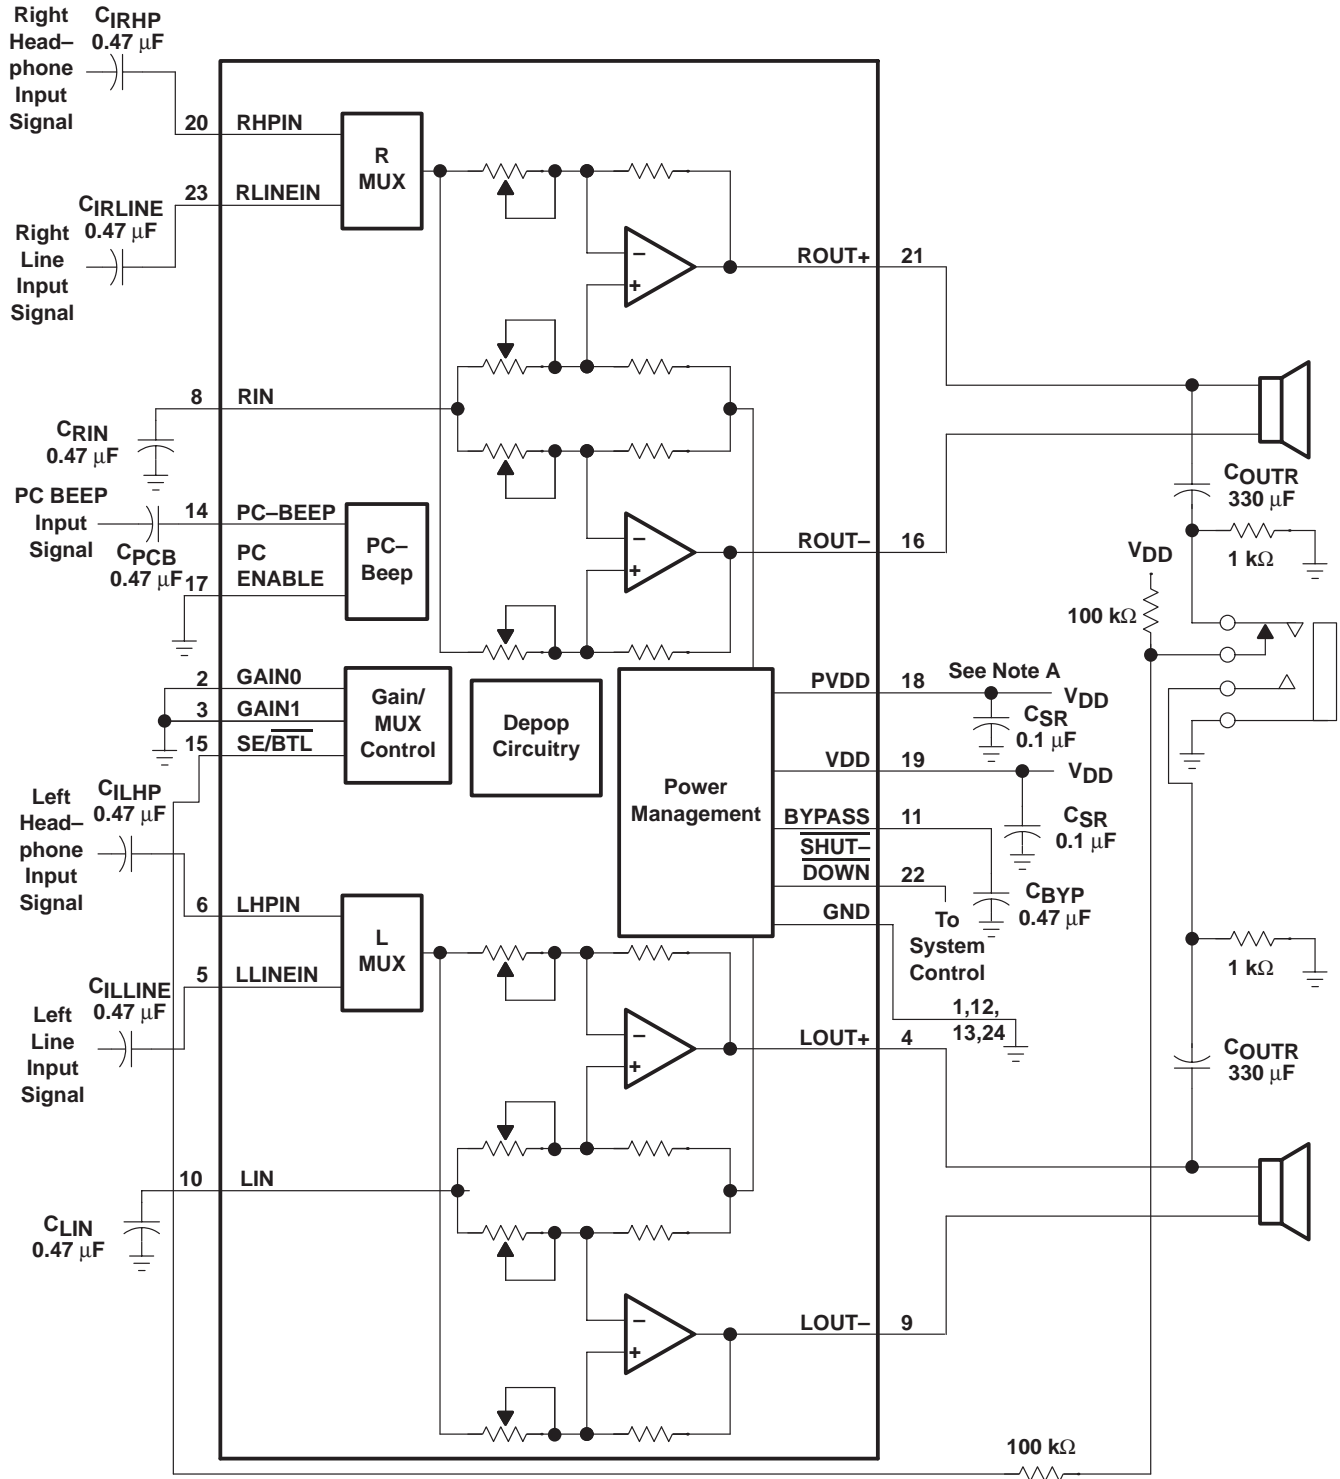 Right
Head–
phone
Input
Signal
CIRHP
0.47 μF
20 RHPIN
R
MUX
23 RLINEIN
CIRLINE
0.47 μF
Right
Line
Input
Signal
ROUT+ 21
8 RIN
CRIN
0.47 μF
COUTR
330 μF
1 kΩ
PC BEEP
Input
Signal
14 PC–BEEP
CPCB
0.47 μF
17
PC
ENABLE
PC–
Beep
ROUT– 16
VDD
100 kΩ
2 GAIN0
3 GAIN1
15 SE/BTL
Gain/
MUX
Control
Depop
Circuitry
Power
Management
PVDD 18
See Note A
VDD
CSR
0.1 μF
VDD 19
VDD
CSR
0.1 μF
BYPASS 11
SHUT–
DOWN 22
CBYP
0.47 μF
GND
To
System
Control
1,12,
13,24
Left
Head–
phone
Input
Signal
CILHP
0.47 μF
6 LHPIN
L
MUX
5 LLINEIN
CILLINE
0.47 μF
Left
Line
Input
Signal
1 kΩ
LOUT+ 4
COUTR
330 μF
10 LIN
CLIN
0.47 μF
LOUT– 9
100 kΩ